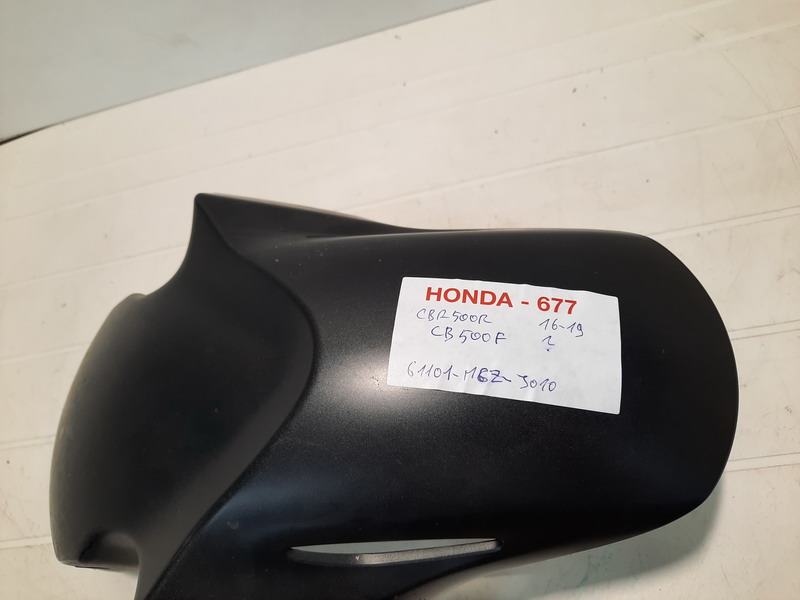 HONDA - 677
CBR500R 16-19
CB500F ?
61101-MGZ-J010